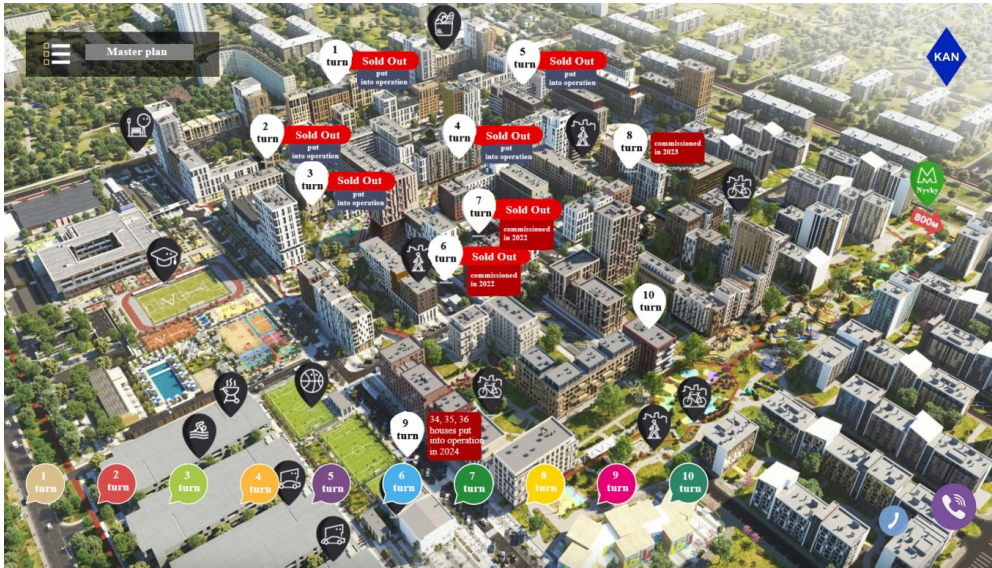 Master plan
KAN
1
turn
Sold Out
put
into operation
5
turn
Sold Out
put
into operation
2
turn
Sold Out
put
into operation
4
turn
Sold Out
put
into operation
8
turn
commissioned
in 2023
3
turn
Sold Out
put
into operation
M
Nyvky
800м
7
turn
Sold Out
commissioned
in 2022
6
turn
Sold Out
commissioned
in 2022
10
turn
9
turn
34, 35, 36
houses put
into operation
in 2024
1
turn
2
turn
3
turn
4
turn
5
turn
6
turn
7
turn
8
turn
9
turn
10
turn